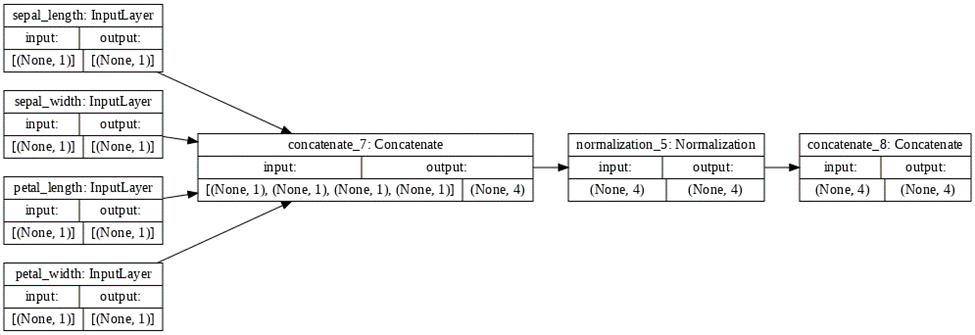 sepal_length: InputLayer
input: output:
[(None, 1)] [(None, 1)]
sepal_width: InputLayer
input: output:
[(None, 1)] [(None, 1)]
petal_length: InputLayer
input: output:
[(None, 1)] [(None, 1)]
petal_width: InputLayer
input: output:
[(None, 1)] [(None, 1)]
concatenate_7: Concatenate
input: output:
[(None, 1), (None, 1), (None, 1), (None, 1)] (None, 4)
normalization_5: Normalization
input: output:
(None, 4) (None, 4)
concatenate_8: Concatenate
input: output:
(None, 4) (None, 4)